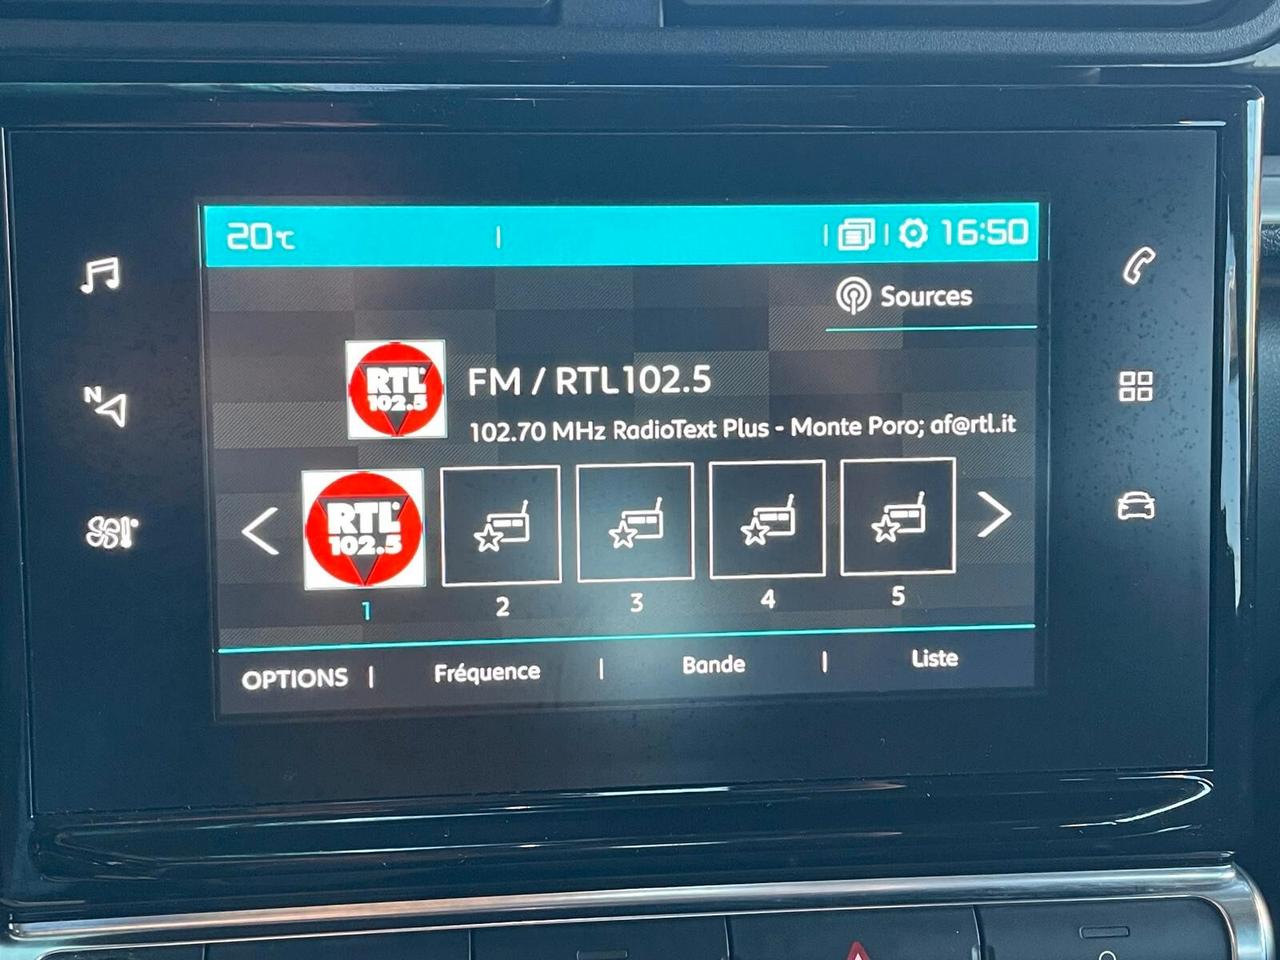 20°C
16:50
Sources
RTL 102.5
FM / RTL102.5
102.70 MHz RadioText Plus - Monte Poro; af@rtl.it
N
RTL 102.5
1 2 3 4 5
OPTIONS | Fréquence | Bande | Liste